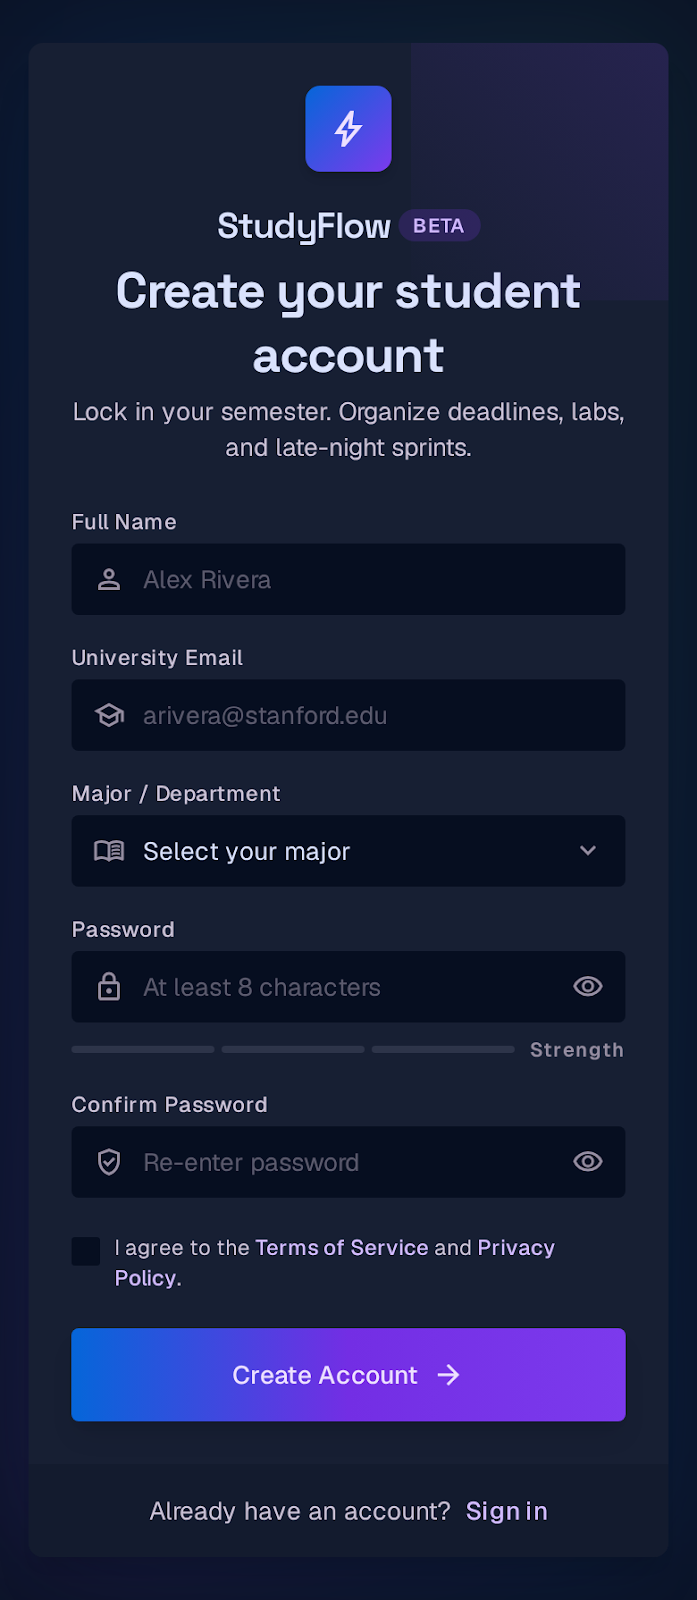 StudyFlow BETA
Create your student
account
Lock in your semester. Organize deadlines, labs,
and late-night sprints.
Full Name
Alex Rivera
University Email
arivera@stanford.edu
Major / Department
Select your major
Password
At least 8 characters
Strength
Confirm Password
Re-enter password
I agree to the Terms of Service and Privacy
Policy.
Create Account
Already have an account? Sign in